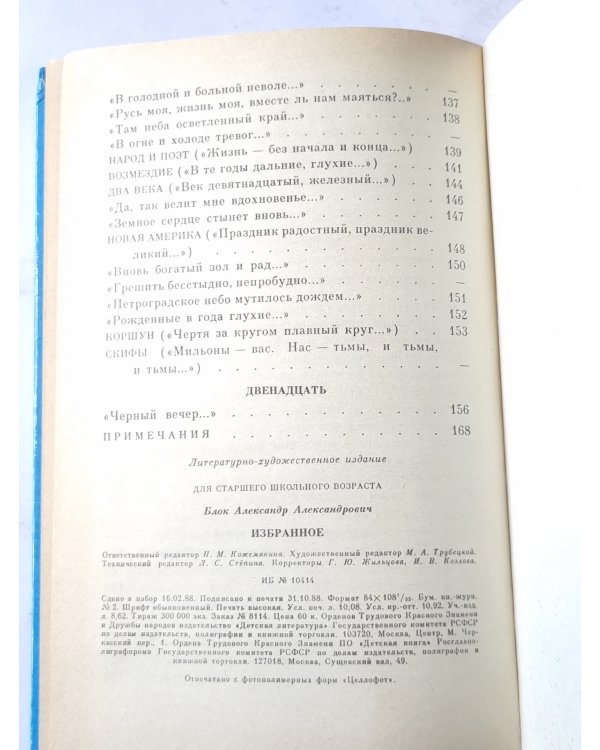 «В голодной и больной неволе...» . . . . . . . —
«Русь моя, жизнь моя, вместе ль нам маяться?..» 137
«Там неба осветленный край...» . . . . . . . 138
«В огне и холоде тревог...» . . . . . . . . —
НАРОД И ПОЭТ («Жизнь — без начала и конца...») . 139
ВОЗМЕЗДИЕ («В те годы дальние, глухие...») . . . 141
ДВА ВЕКА («Век девятнадцатый, железный...») . . 144
«Да, так велит мне вдохновенье...» . . . . . . 146
«Земное сердце стынет вновь...» . . . . . . . 147
НОВАЯ АМЕРИКА («Праздник радостный, праздник ве-
ликий...») . . . . . . . . . . . . 148
«Вновь богатый зол и рад...» . . . . . . . . 150
«Грешить бесстыдно, непробудно...» . . . . . . —
«Петроградское небо мутилось дождем...» . . . . 151
«Рожденные в года глухие...» . . . . . . . . 152
КОРШУН («Чертя за кругом плавный круг...») . . . 153
СКИФЫ («Мильоны — вас. Нас — тьмы, и тьмы,
и тьмы...») . . . . . . . . . . . . —
ДВЕНАДЦАТЬ
«Черный вечер...» . . . . . . . . . . . 156
ПРИМЕЧАНИЯ . . . . . . . . . . . 168
Литературно-художественное издание
ДЛЯ СТАРШЕГО ШКОЛЬНОГО ВОЗРАСТА
Блок Александр Александрович
ИЗБРАННОЕ
Ответственный редактор Н. М. Кожемякина. Художественный редактор М. А. Трубецкой.
Технический редактор Л. С. Стёпина. Корректоры Г. Ю. Жильцова, И. В. Козлова.
ИБ № 10414
Сдано в набор 16.02.88. Подписано к печати 31.10.88. Формат 84×108¹/₃₂. Бум. кн.-журн.
№ 2. Шрифт обыкновенный. Печать высокая. Усл. печ. л. 10,08. Усл. кр.-отт. 10,92. Уч.-изд.
л. 8,62. Тираж 300 000 экз. Заказ № 8114. Цена 60 к. Орденов Трудового Красного Знамени
и Дружбы народов издательство «Детская литература» Государственного комитета РСФСР
по делам издательств, полиграфии и книжной торговли. 103720, Москва, Центр, М. Чер-
касский пер., 1. Ордена Трудового Красного Знамени ПО «Детская книга» Росглавпо-
лиграфпрома Государственного комитета РСФСР по делам издательств, полиграфии и
книжной торговли. 127018, Москва, Сущевский вал, 49.
Отпечатано с фотополимерных форм «Целлофот».